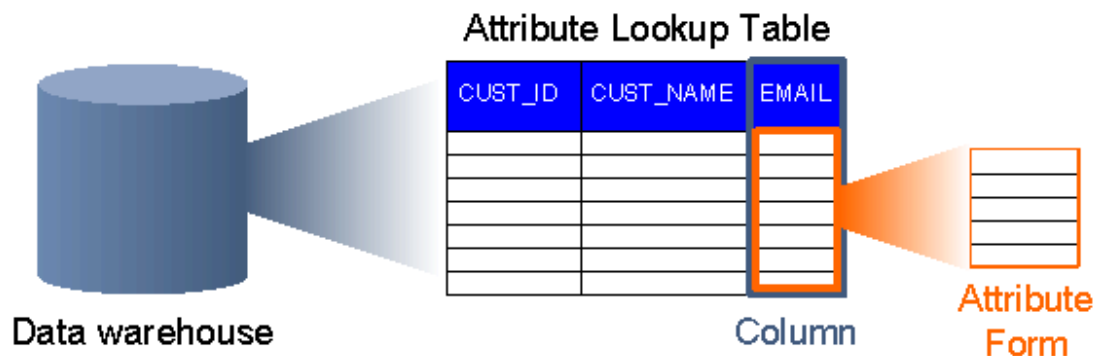 Attribute Lookup Table
CUST_ID CUST_NAME EMAIL
Data warehouse
Column
Attribute
Form